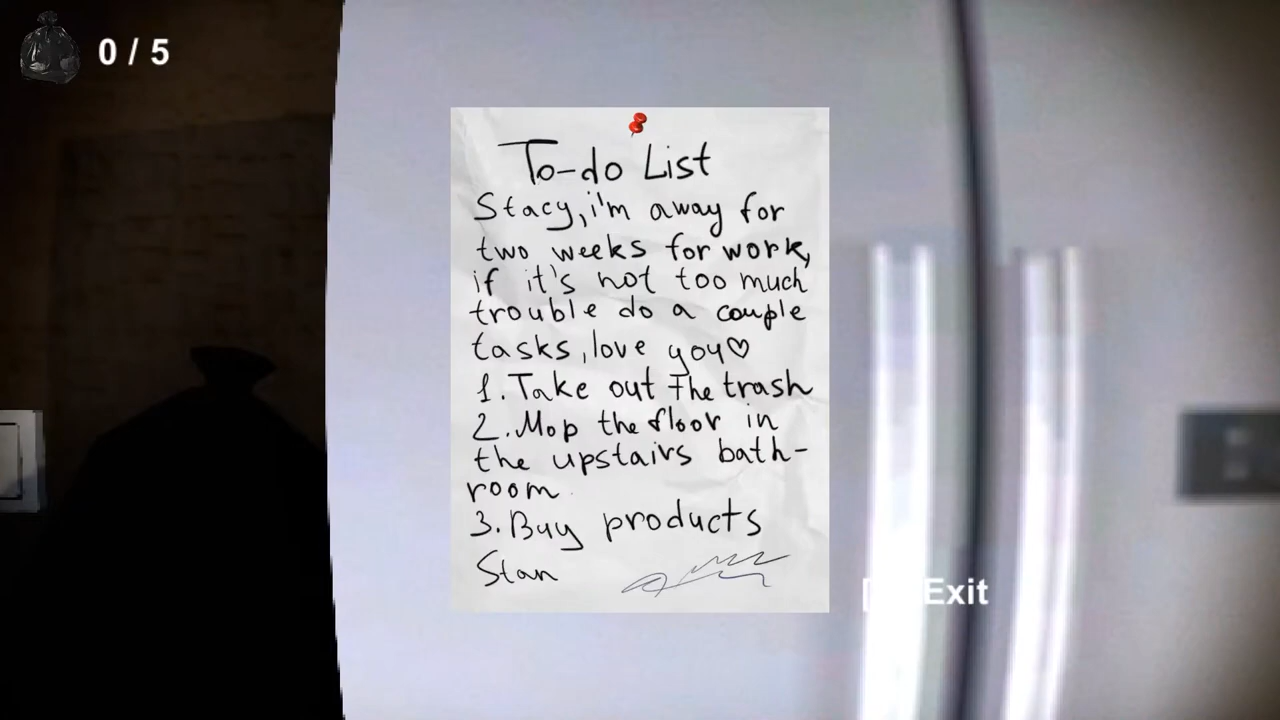 0 / 5
To-do List
Stacy, i'm away for
two weeks for work,
if it's not too much
trouble do a couple
tasks, love you♡
1. Take out the trash
2. Mop the floor in
the upstairs bath-
room
3. Buy products
Stan
Exit